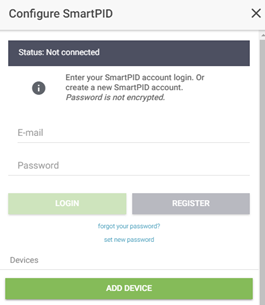 Configure SmartPID
Status: Not connected
Enter your SmartPID account login. Or
create a new SmartPID account.
Password is not encrypted.
E-mail
Password
LOGIN
REGISTER
forgot your password?
set new password
Devices
ADD DEVICE